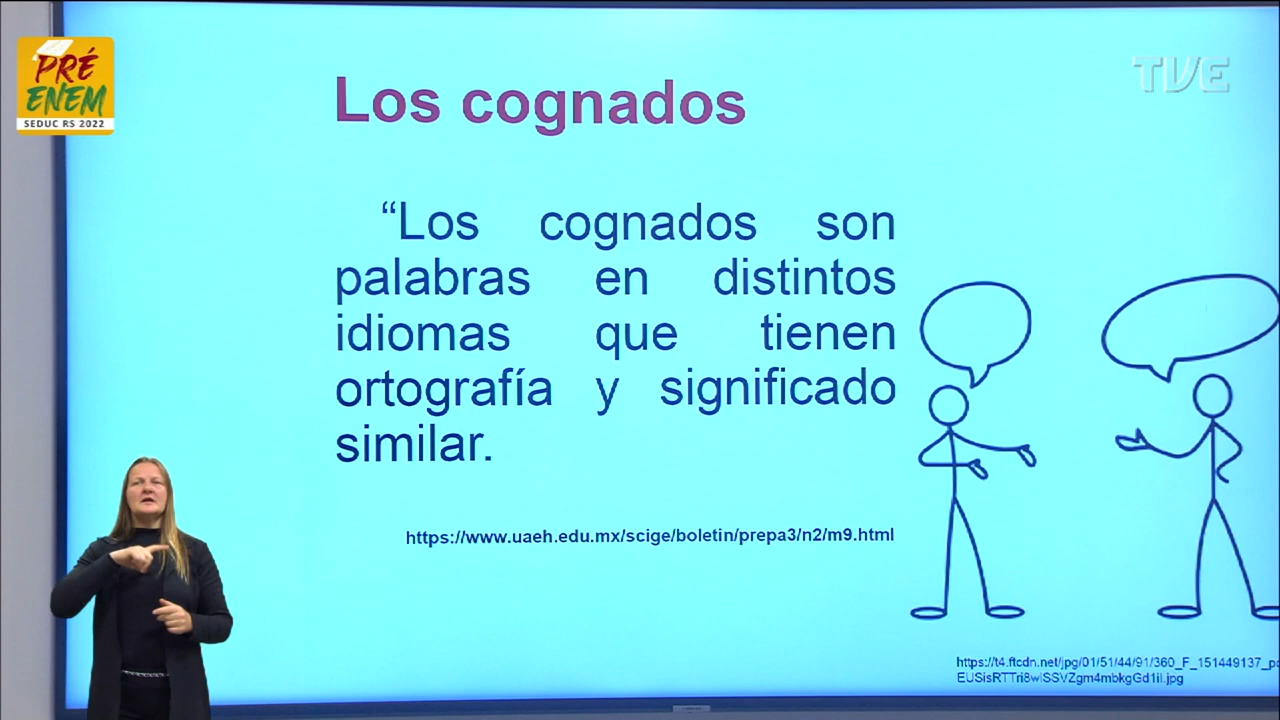 PRÉ
ENEM
SEDUC RS 2022
TVE
Los cognados
“Los cognados son
palabras en distintos
idiomas que tienen
ortografía y significado
similar.
https://www.uaeh.edu.mx/scige/boletin/prepa3/n2/m9.html